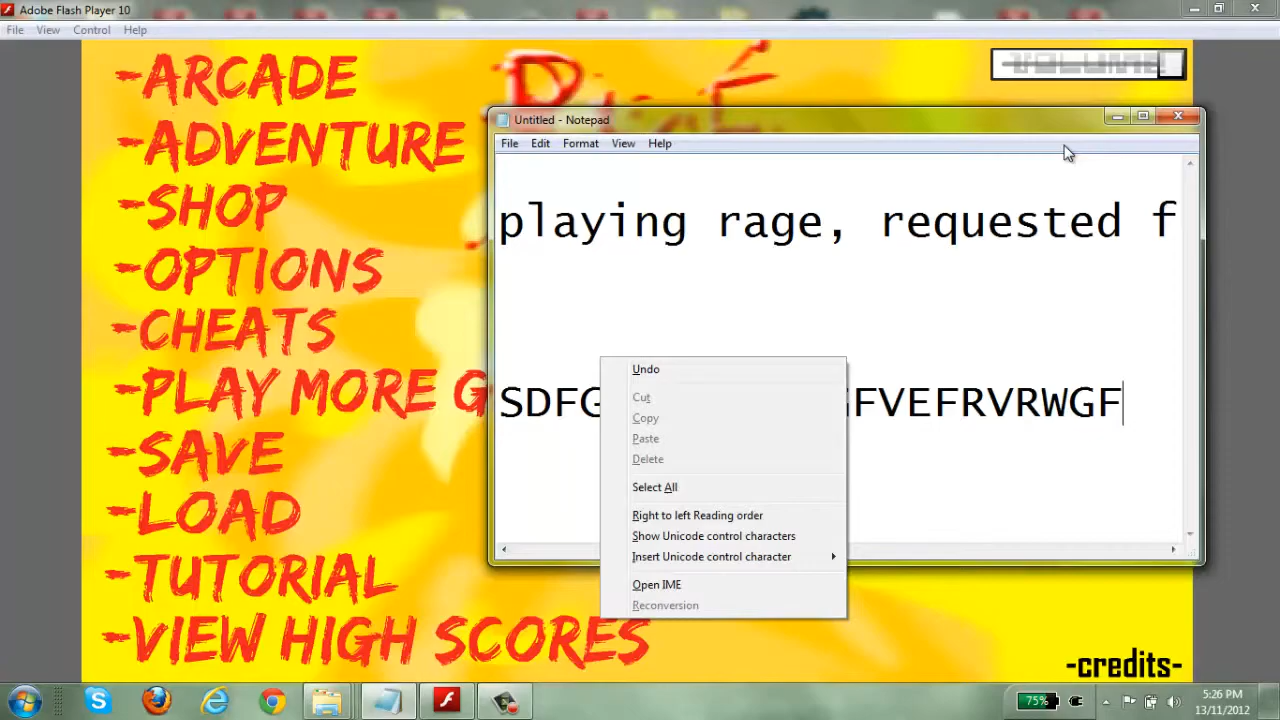 Adobe Flash Player 10
File View Control Help
-ARCADE
-ADVENTURE
-SHOP
-OPTIONS
-CHEATS
-PLAY MORE G
-SAVE
-LOAD
-TUTORIAL
-VIEW HIGH SCORES
VOLUME
Untitled - Notepad
File Edit Format View Help
playing rage, requested f
SDFG GFVEFRVRWGF
Undo
Cut
Copy
Paste
Delete
Select All
Right to left Reading order
Show Unicode control characters
Insert Unicode control character
Open IME
Reconversion
-credits-
75%
5:26 PM
13/11/2012